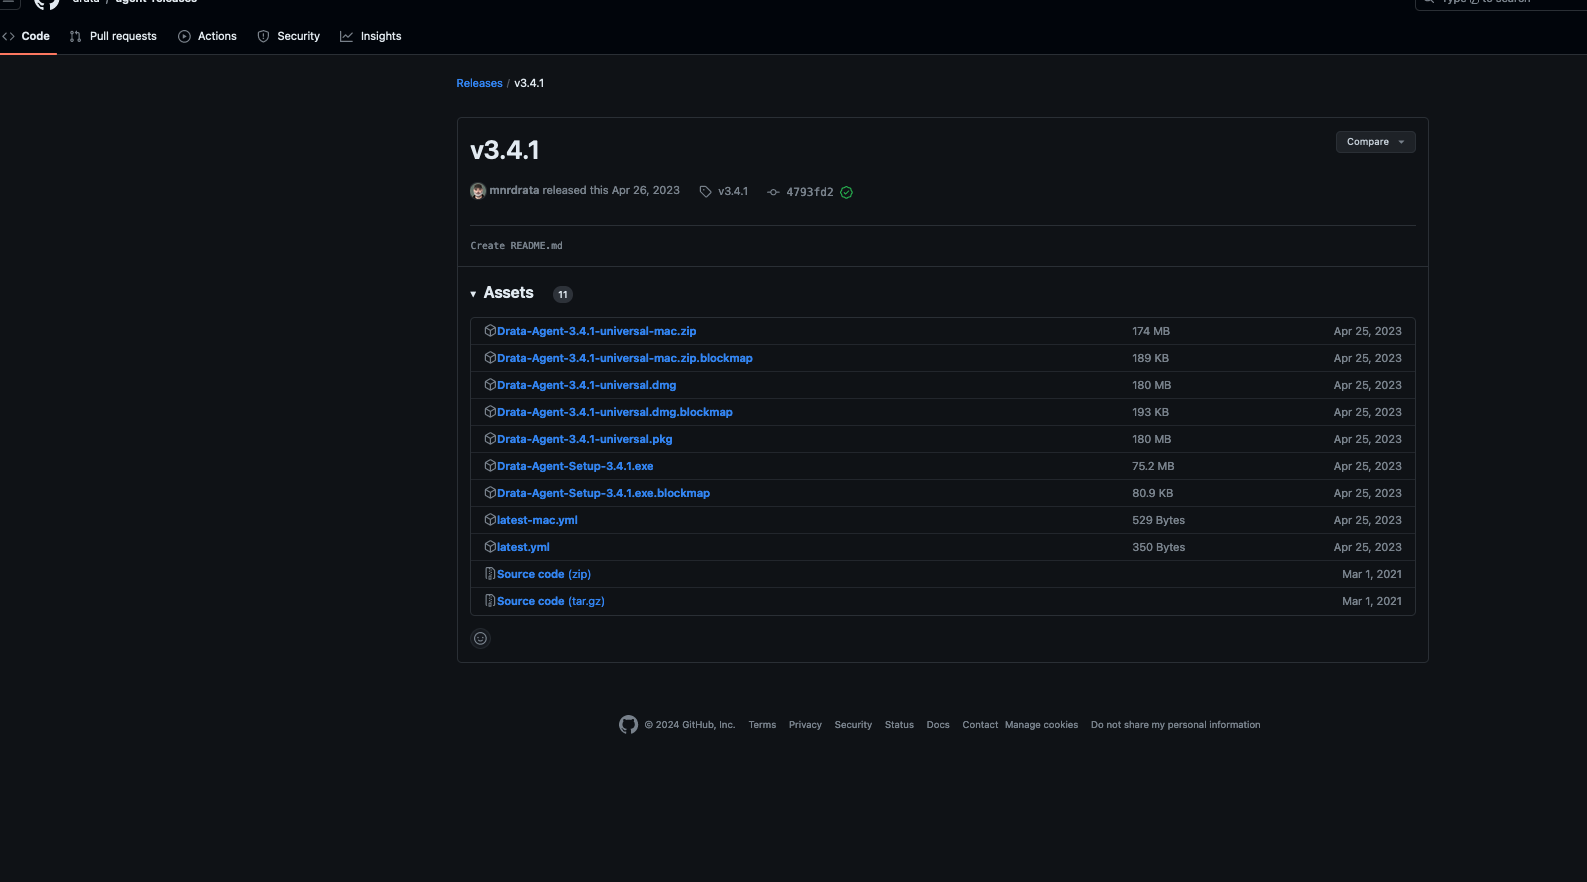 drata / agent-releases
Type / to search
Code Pull requests Actions Security Insights
Releases / v3.4.1
v3.4.1
Compare
mnrdrata released this Apr 26, 2023 v3.4.1 4793fd2
Create README.md
Assets 11
Drata-Agent-3.4.1-universal-mac.zip 174 MB Apr 25, 2023
Drata-Agent-3.4.1-universal-mac.zip.blockmap 189 KB Apr 25, 2023
Drata-Agent-3.4.1-universal.dmg 180 MB Apr 25, 2023
Drata-Agent-3.4.1-universal.dmg.blockmap 193 KB Apr 25, 2023
Drata-Agent-3.4.1-universal.pkg 180 MB Apr 25, 2023
Drata-Agent-Setup-3.4.1.exe 75.2 MB Apr 25, 2023
Drata-Agent-Setup-3.4.1.exe.blockmap 80.9 KB Apr 25, 2023
latest-mac.yml 529 Bytes Apr 25, 2023
latest.yml 350 Bytes Apr 25, 2023
Source code (zip) Mar 1, 2021
Source code (tar.gz) Mar 1, 2021
© 2024 GitHub, Inc. Terms Privacy Security Status Docs Contact Manage cookies Do not share my personal information